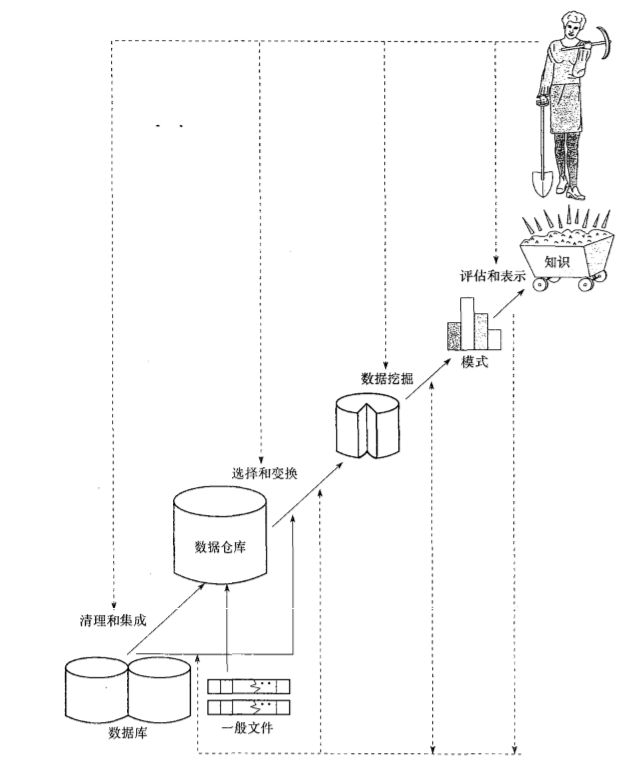 知识
评估和表示
模式
数据挖掘
选择和变换
数据仓库
清理和集成
数据库
一般文件